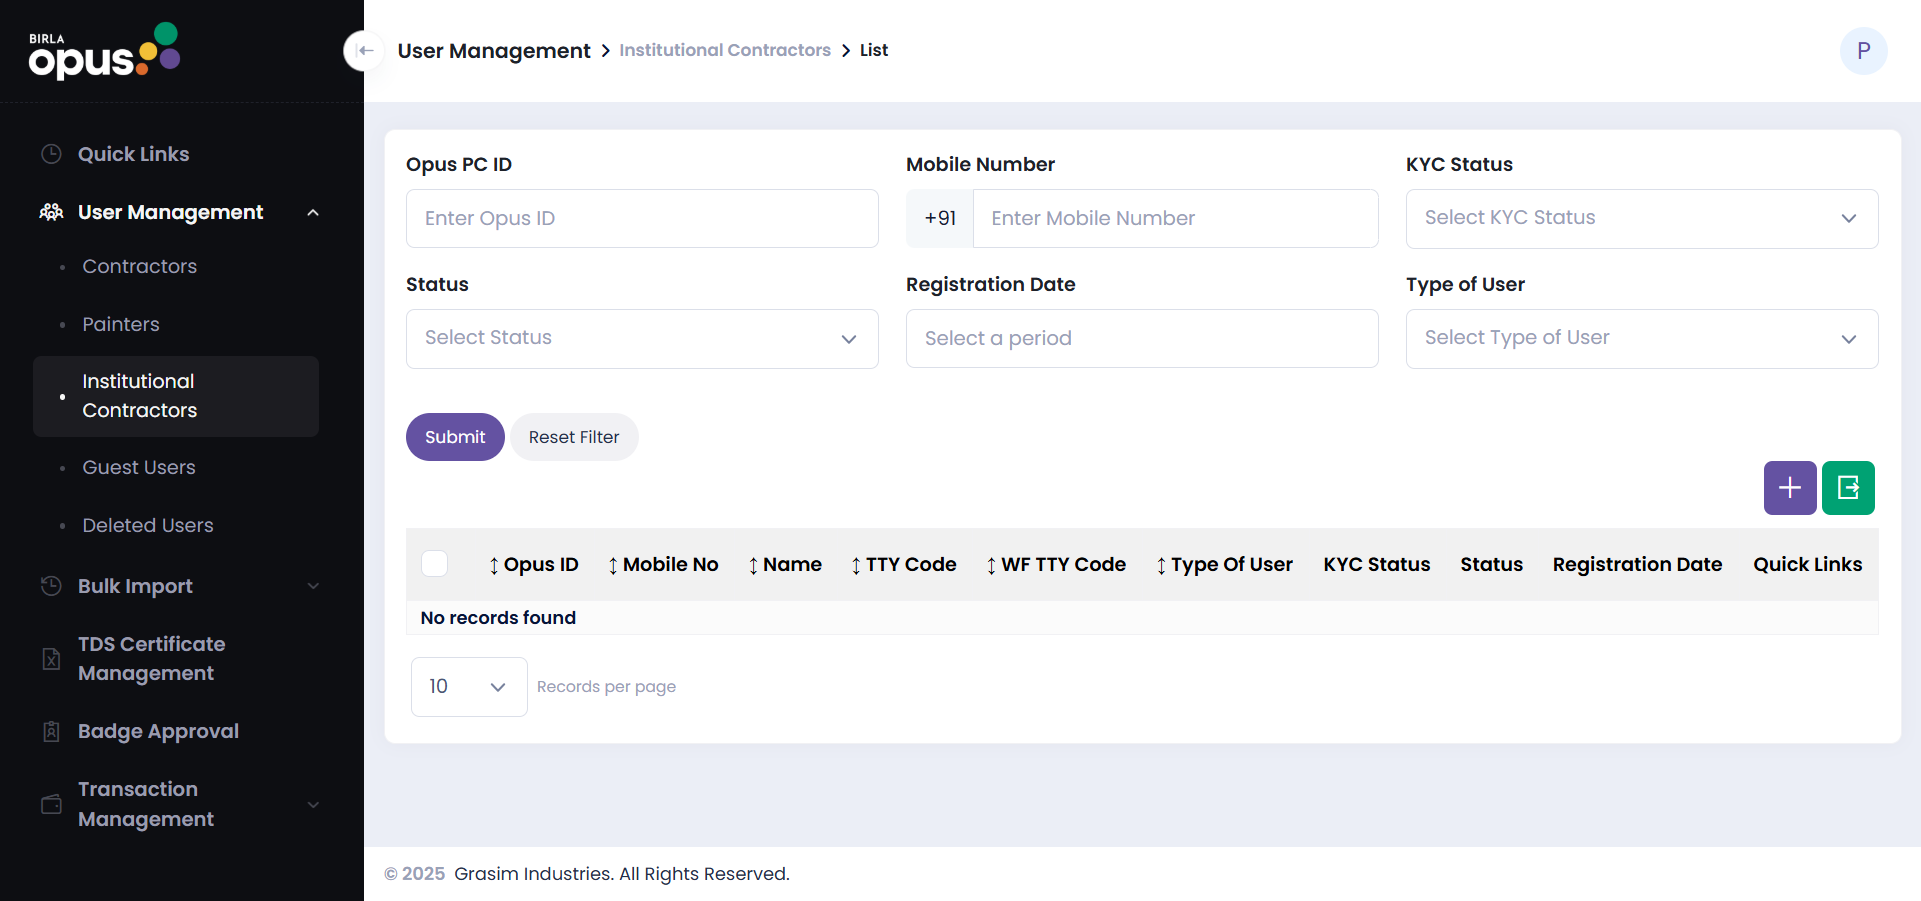 BIRLA
opus
User Management
Institutional Contractors
List
P
Quick Links
User Management
Contractors
Painters
Institutional
Contractors
Guest Users
Deleted Users
Bulk Import
TDS Certificate
Management
Badge Approval
Transaction
Management
Opus PC ID
Mobile Number
KYC Status
Enter Opus ID
+91
Enter Mobile Number
Select KYC Status
Status
Registration Date
Type of User
Select Status
Select a period
Select Type of User
Submit
Reset Filter
Opus ID
Mobile No
Name
TTY Code
WF TTY Code
Type Of User
KYC Status
Status
Registration Date
Quick Links
No records found
10
Records per page
© 2025 Grasim Industries. All Rights Reserved.